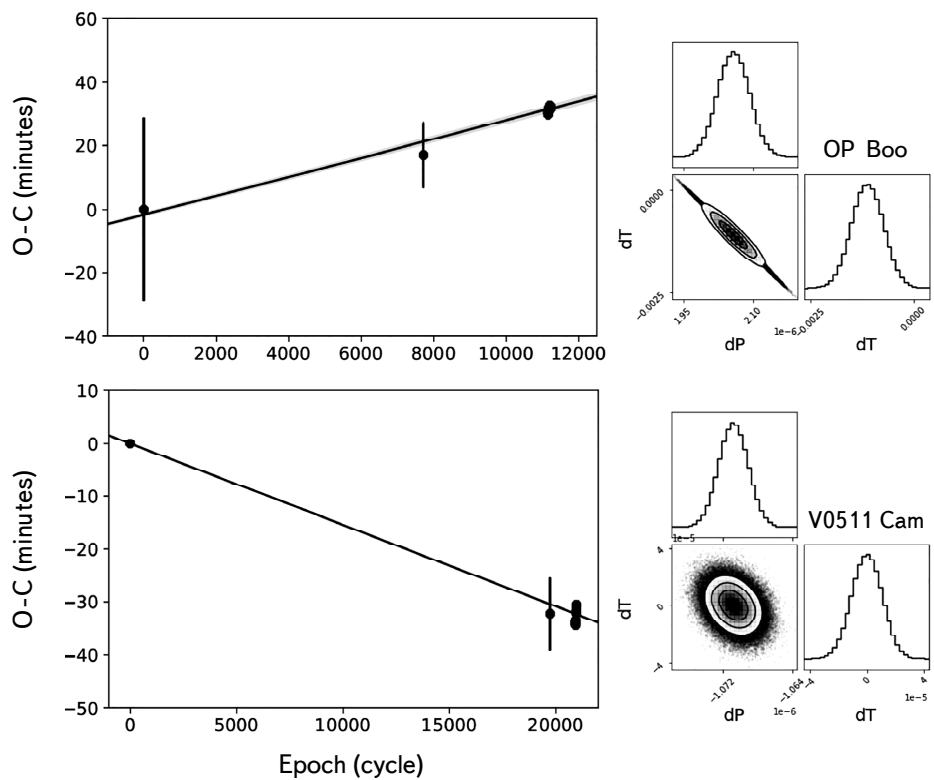 O-C (minutes)
60
40
20
0
−20
−40
0 2000 4000 6000 8000 10000 12000
OP Boo
dT
0.0000
−0.0025
1.95 2.10
1e−6
dP
−0.0025 0.0000
dT
O-C (minutes)
10
0
−10
−20
−30
−40
−50
0 5000 10000 15000 20000
Epoch (cycle)
V0511 Cam
1e−5
dT
4
0
−4
−1.072 −1.064
1e−6
dP
−4 0 4
1e−5
dT